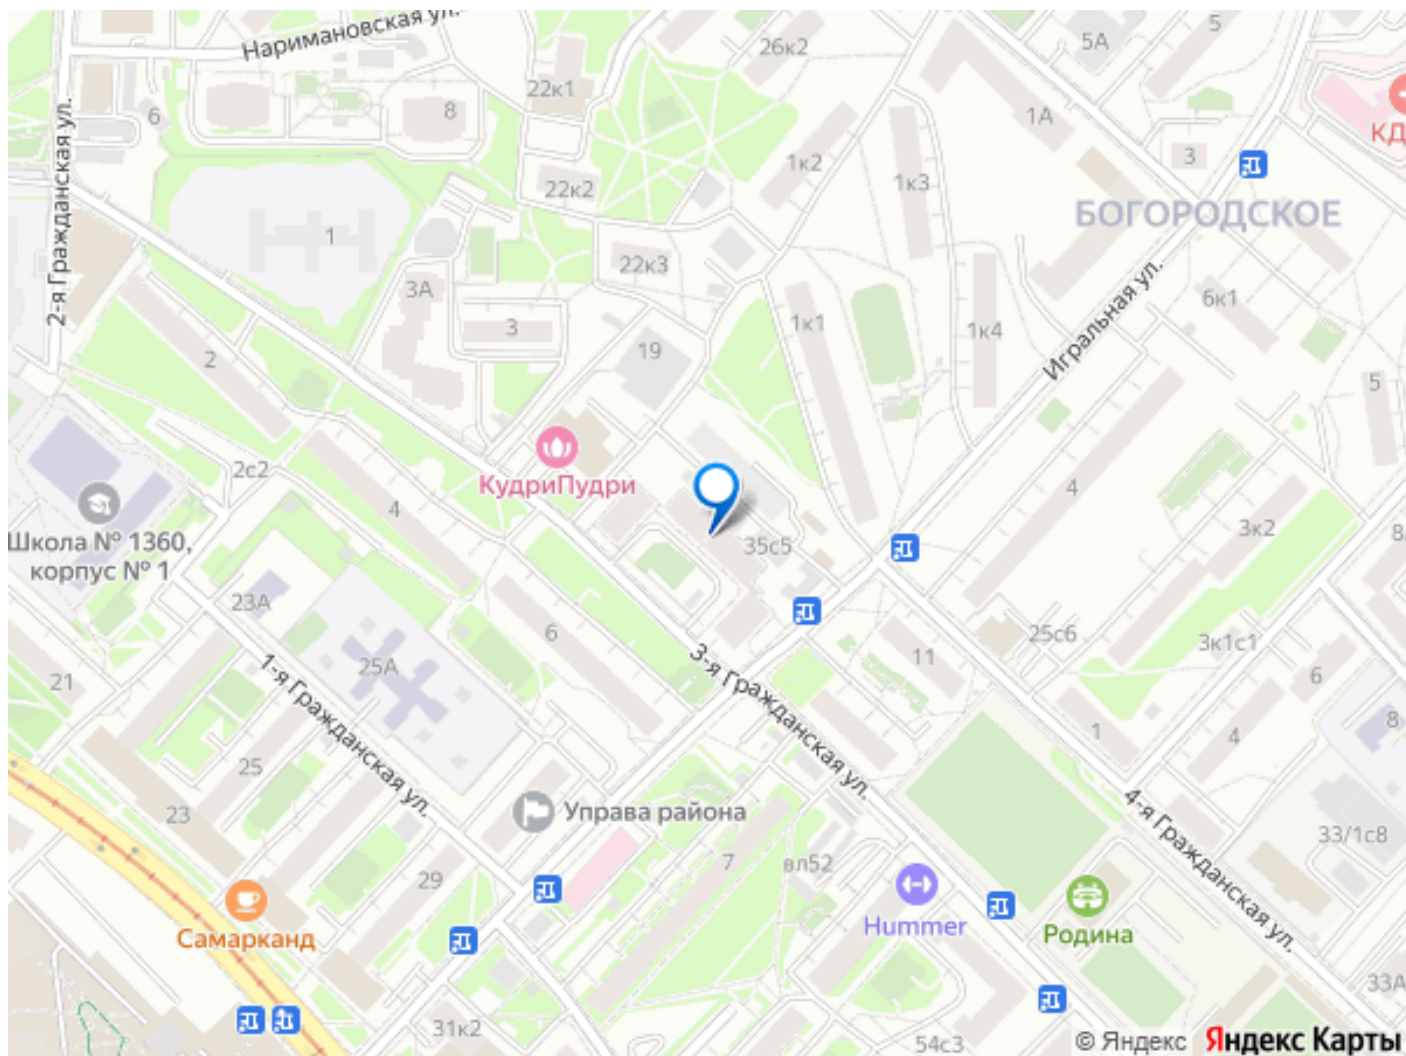 Наримановская ул.
5
26к2
5А
22к1
6
8
1А
КД
2-я Гражданская ул.
1к2
3
22к2
1к3
БОГОРОДСКОЕ
1
22к3
3А
6к1
Игральная ул.
3
1к1
1к4
2
19
5
2с2
КудриПудри
4
4
3к2
Школа № 1360,
корпус № 1
35с5
8
23А
6
25с6
3к1с1
11
25А
21
1-я Гражданская ул.
3-я Гражданская ул.
6
8
1
4
25
23
Управа района
4-я Гражданская ул.
33/1с8
7
вл52
29
Hummer
Родина
Самарканд
33А
31к2
54с3
© Яндекс Яндекс Карты